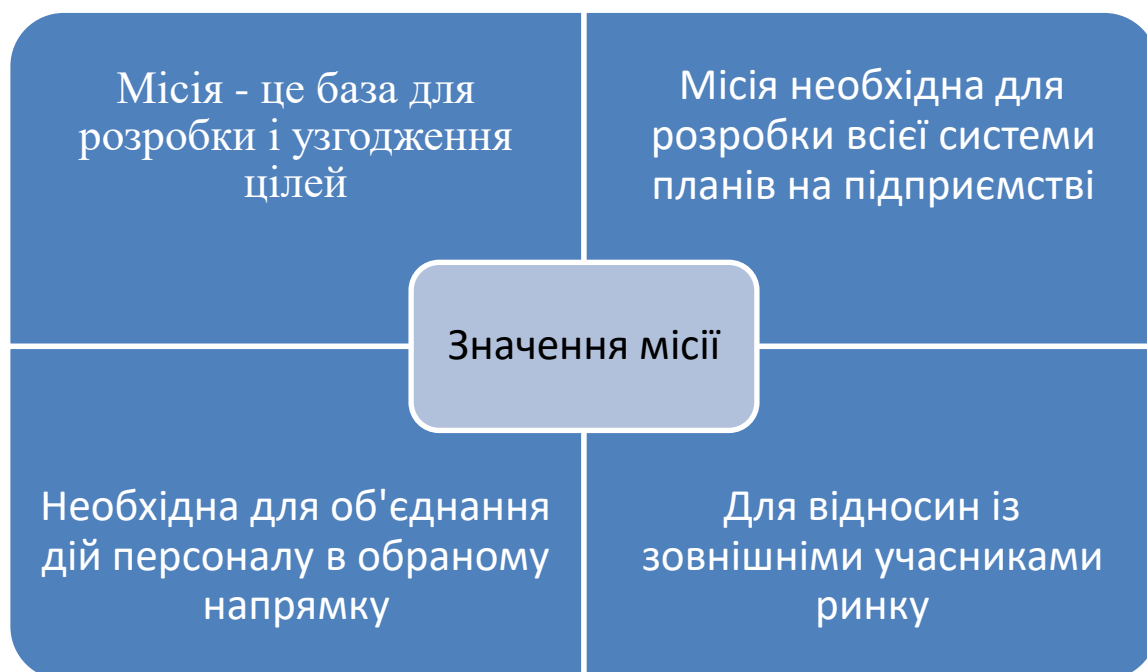 Місія - це база для
розробки і узгодження
цілей
Місія необхідна для
розробки всієї системи
планів на підприємстві
Значення місії
Необхідна для об'єднання
дій персоналу в обраному
напрямку
Для відносин із
зовнішніми учасниками
ринку